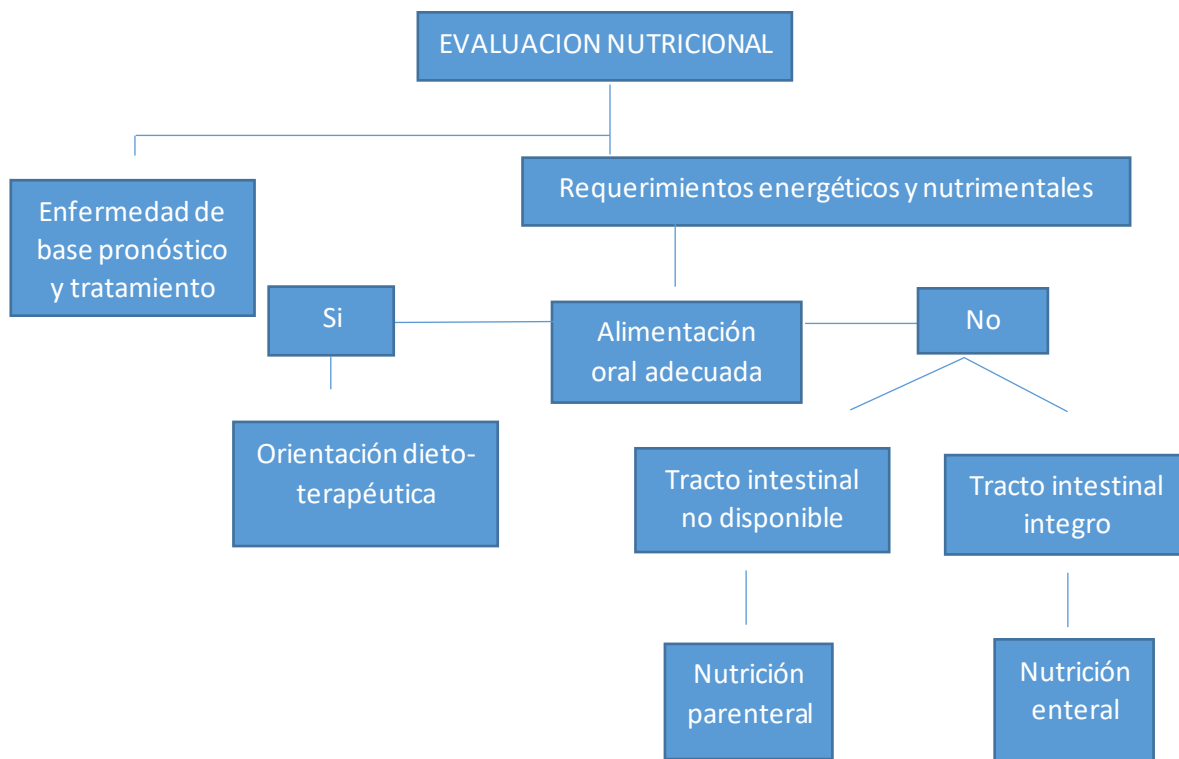 EVALUACION NUTRICIONAL
Requerimientos energéticos y nutrimentales
Enfermedad de
base pronóstico
y tratamiento
Si
Alimentación
oral adecuada
No
Orientación dieto-
terapéutica
Tracto intestinal
no disponible
Tracto intestinal
integro
Nutrición
parenteral
Nutrición
enteral